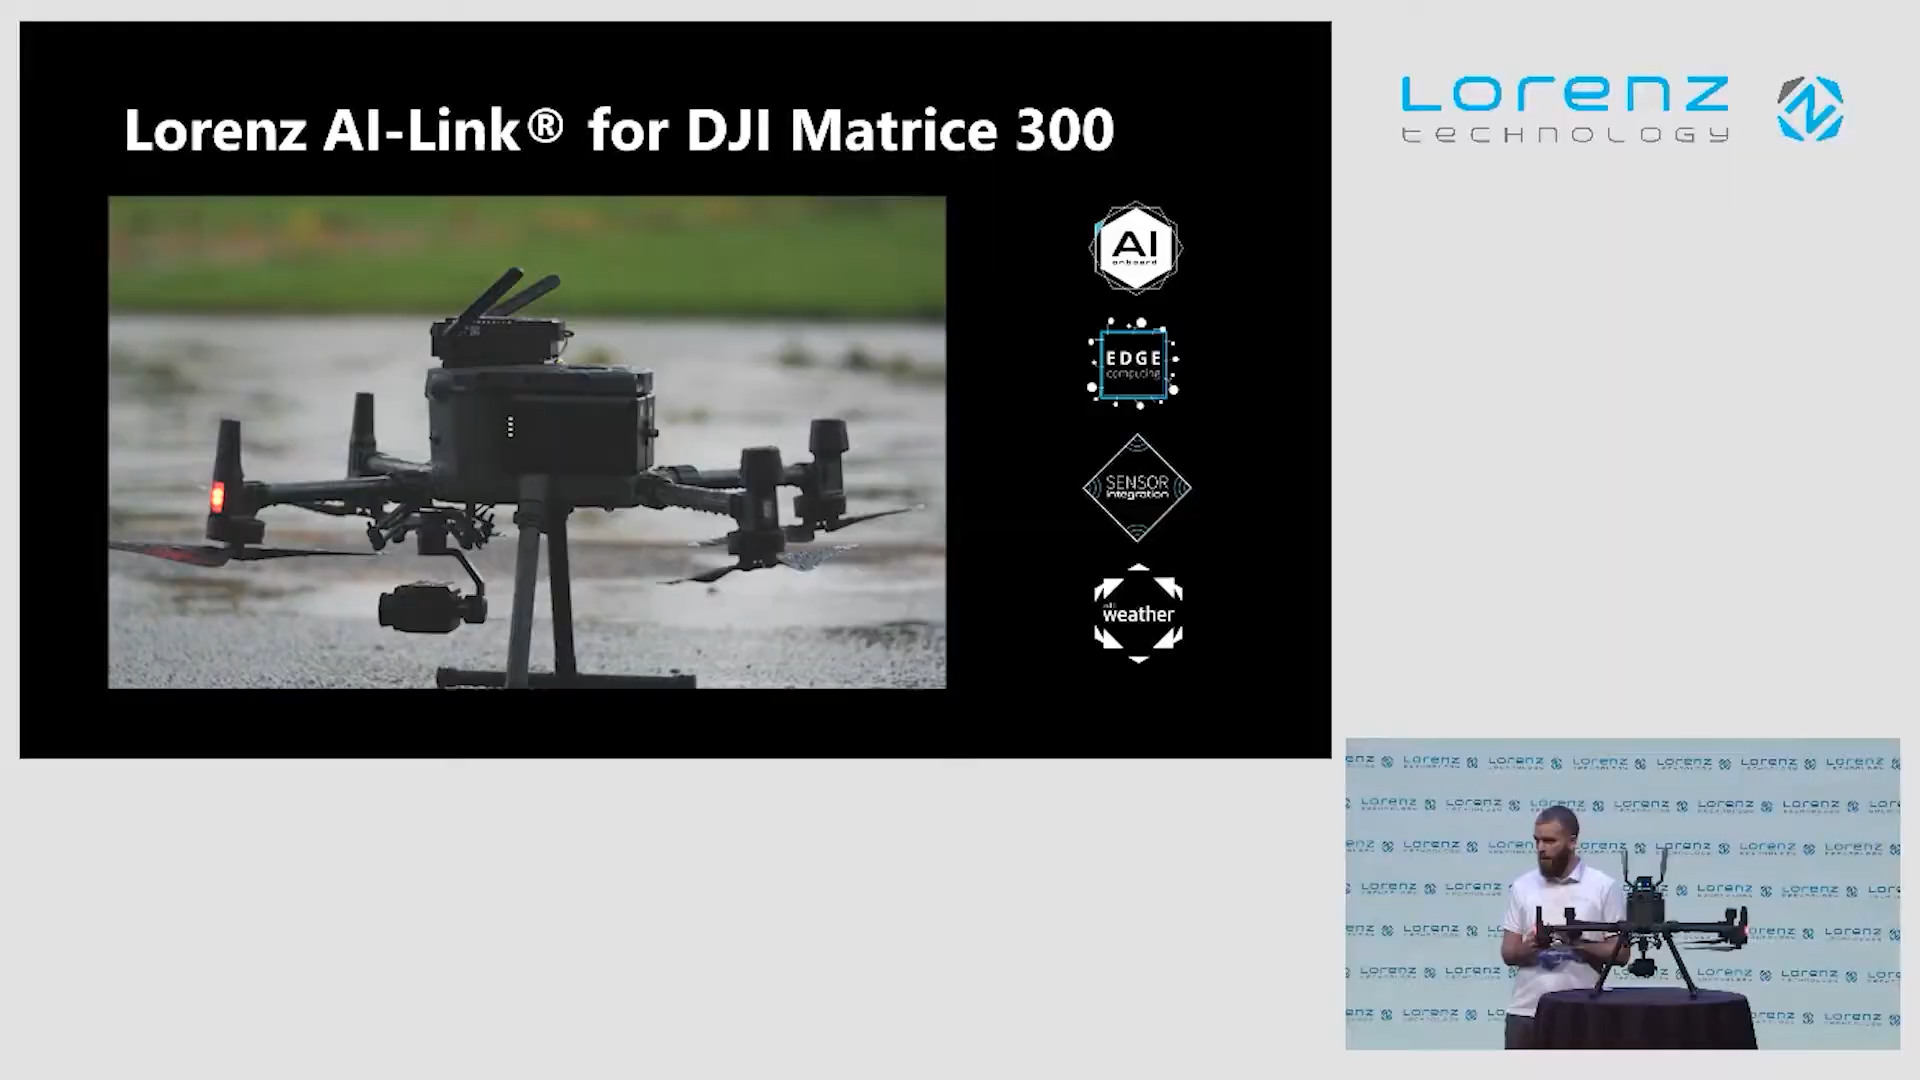 Lorenz AI-Link® for DJI Matrice 300
AI
onboard
EDGE
computing
SENSOR
integration
all
weather
Lorenz
TECHNOLOGY